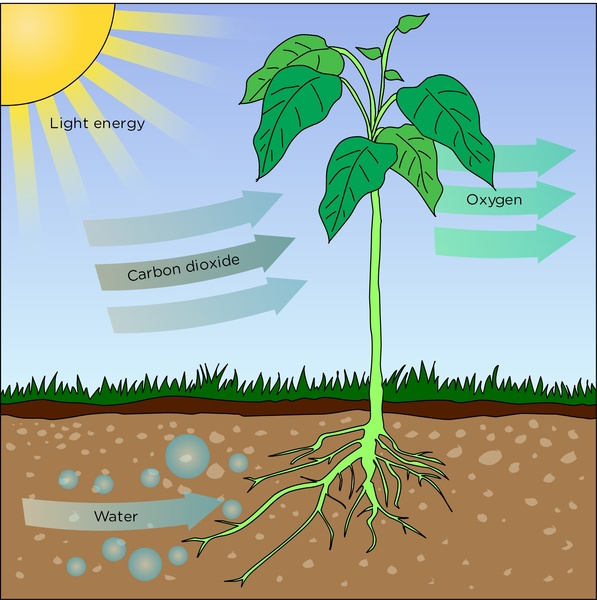 Light energy
Oxygen
Carbon dioxide
Water